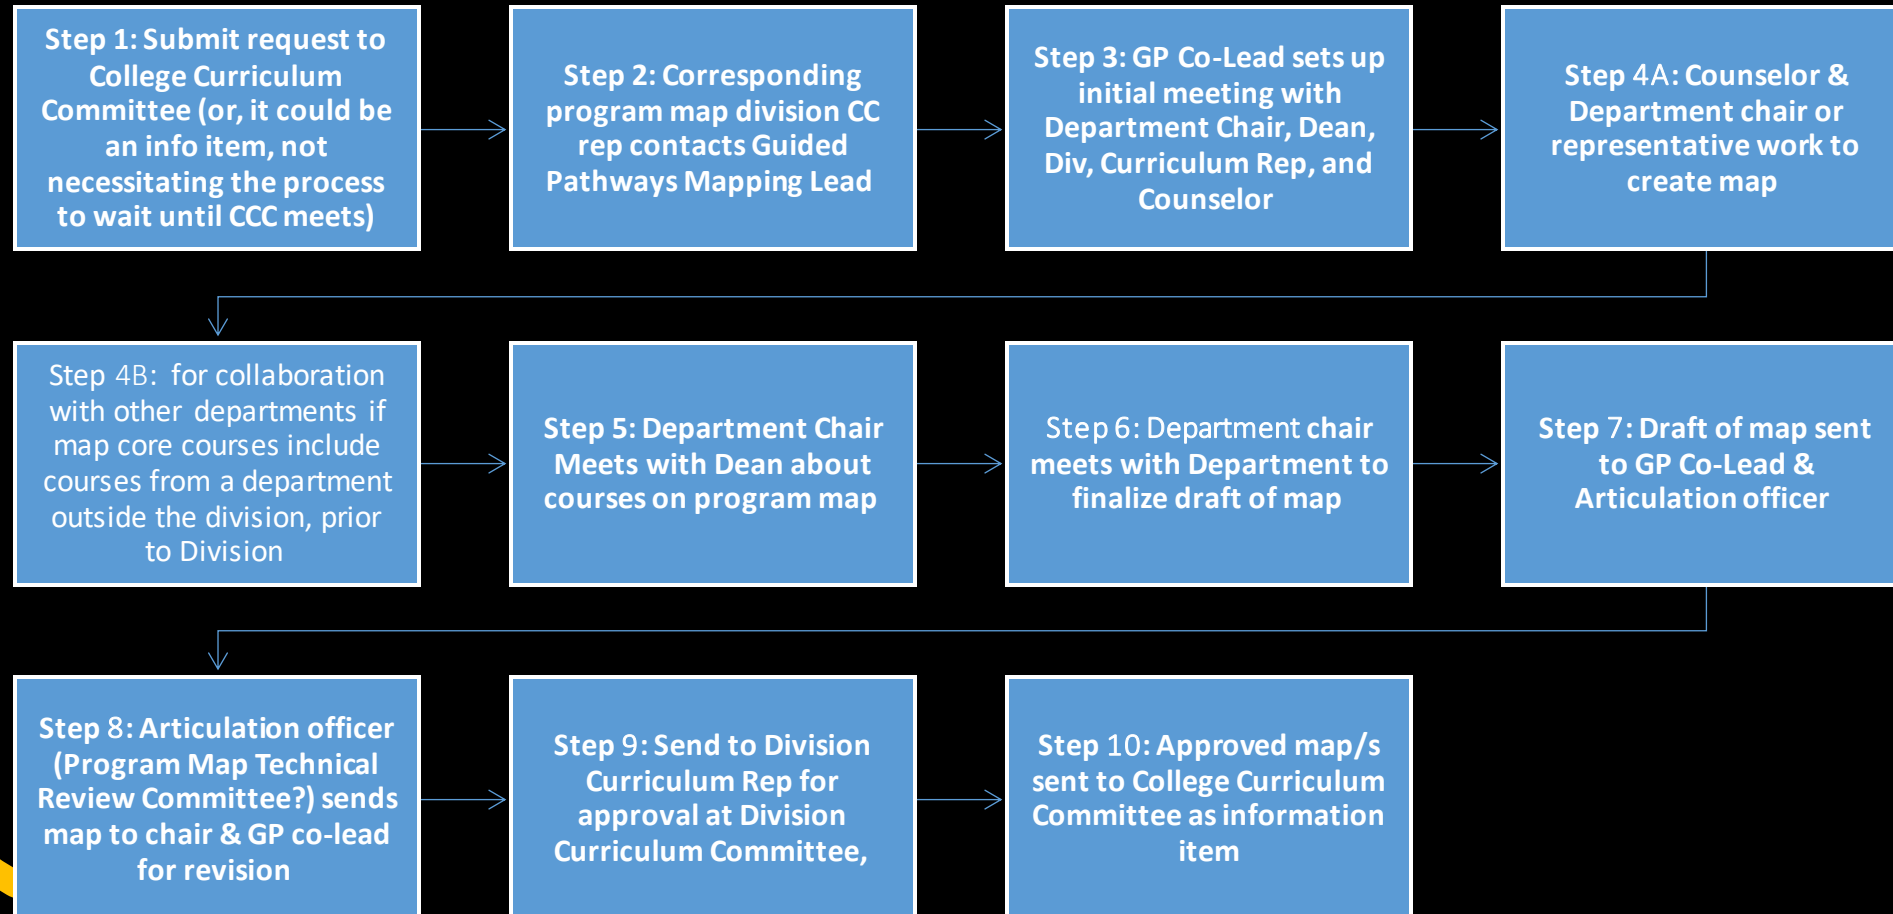 Step 1: Submit request to
College Curriculum
Committee (or, it could be
an info item, not
necessitating the process
to wait until CCC meets)
Step 2: Corresponding
program map division CC
rep contacts Guided
Pathways Mapping Lead
Step 3: GP Co-Lead sets up
initial meeting with
Department Chair, Dean,
Div, Curriculum Rep, and
Counselor
Step 4A: Counselor &
Department chair or
representative work to
create map
Step 4B: for collaboration
with other departments if
map core courses include
courses from a department
outside the division, prior
to Division
Step 5: Department Chair
Meets with Dean about
courses on program map
Step 6: Department chair
meets with Department to
finalize draft of map
Step 7: Draft of map sent
to GP Co-Lead &
Articulation officer
Step 8: Articulation officer
(Program Map Technical
Review Committee?) sends
map to chair & GP co-lead
for revision
Step 9: Send to Division
Curriculum Rep for
approval at Division
Curriculum Committee,
Step 10: Approved map/s
sent to College Curriculum
Committee as information
item